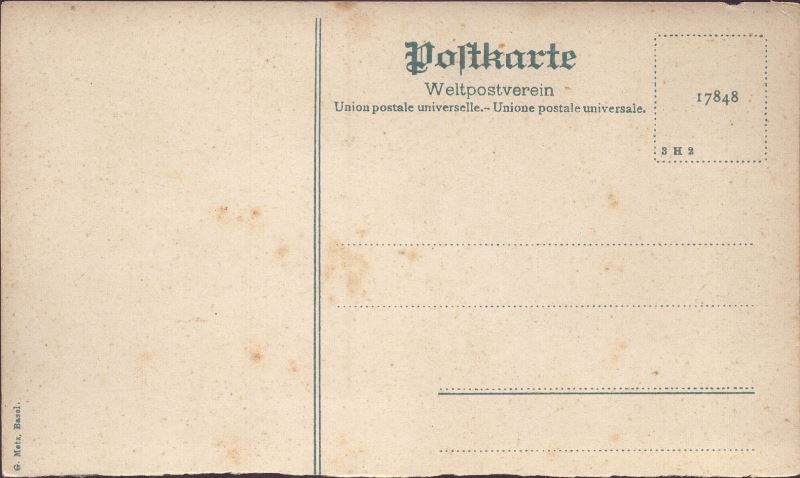 Poſtkarte
Weltpostverein
Union postale universelle.- Unione postale universale.
17848
3 H 2
G. Metz, Basel.